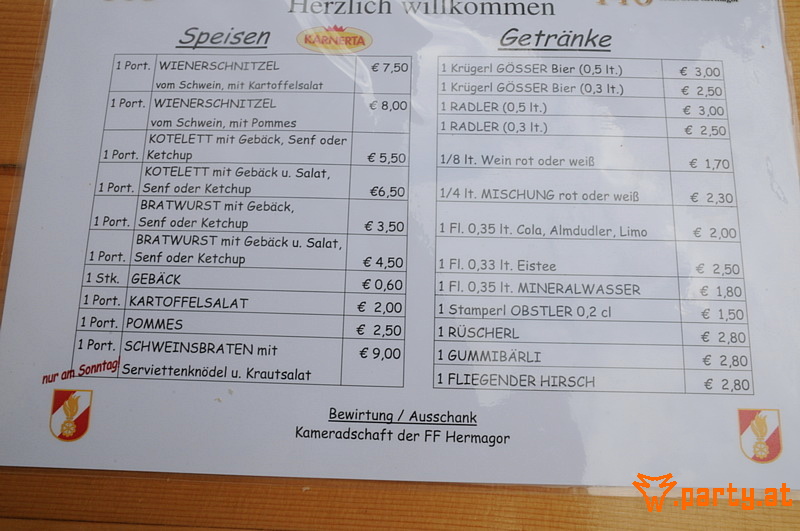 Herzlich willkommen
Speisen
KÄRNERTA
1 Port. WIENERSCHNITZEL € 7,50
vom Schwein, mit Kartoffelsalat
1 Port. WIENERSCHNITZEL € 8,00
vom Schwein, mit Pommes
KOTELETT mit Gebäck, Senf oder
1 Port. Ketchup € 5,50
KOTELETT mit Gebäck u. Salat,
1 Port. Senf oder Ketchup €6,50
BRATWURST mit Gebäck,
1 Port. Senf oder Ketchup € 3,50
BRATWURST mit Gebäck u. Salat,
1 Port. Senf oder Ketchup € 4,50
1 Stk. GEBÄCK € 0,60
1 Port. KARTOFFELSALAT € 2,00
1 Port. POMMES € 2,50
1 Port. SCHWEINSBRATEN mit € 9,00
nur am Sonntag! Serviettenknödel u. Krautsalat
Getränke
1 Krügerl GÖSSER Bier (0,5 lt.) € 3,00
1 Krügerl GÖSSER Bier (0,3 lt.) € 2,50
1 RADLER (0,5 lt.) € 3,00
1 RADLER (0,3 lt.) € 2,50
1/8 lt. Wein rot oder weiß € 1,70
1/4 lt. MISCHUNG rot oder weiß € 2,30
1 Fl. 0,35 lt. Cola, Almdudler, Limo € 2,00
1 Fl. 0,33 lt. Eistee € 2,50
1 Fl. 0,35 lt. MINERALWASSER € 1,80
1 Stamperl OBSTLER 0,2 cl € 1,50
1 RÜSCHERL € 2,80
1 GUMMIBÄRLI € 2,80
1 FLIEGENDER HIRSCH € 2,80
Bewirtung / Ausschank
Kameradschaft der FF Hermagor
party.at